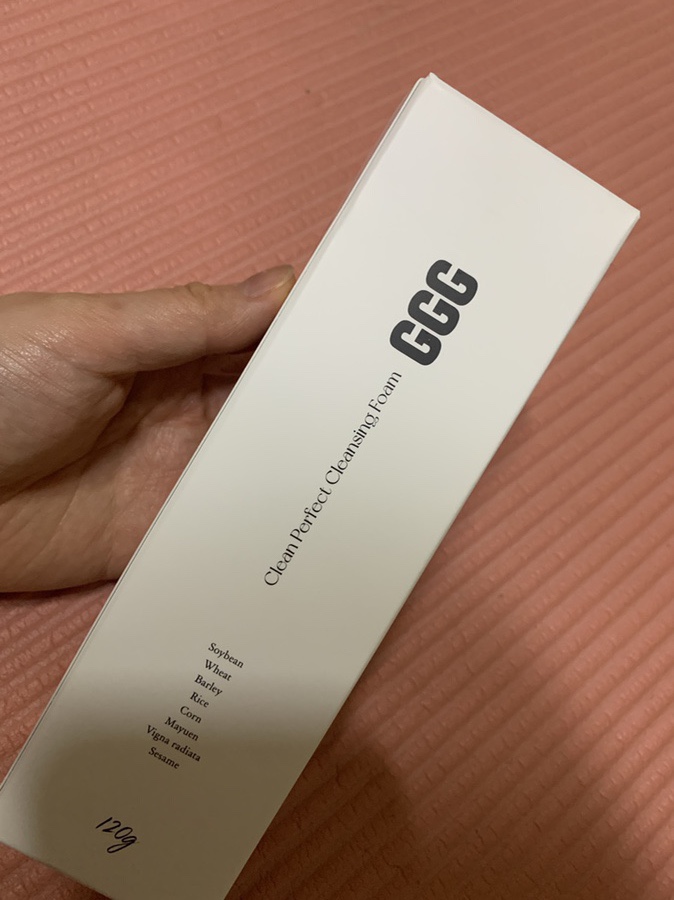 GGG
Clean Perfect Cleansing Foam
Soybean
Wheat
Barley
Rice
Corn
Mayuen
Vigna radiata
Sesame
120g